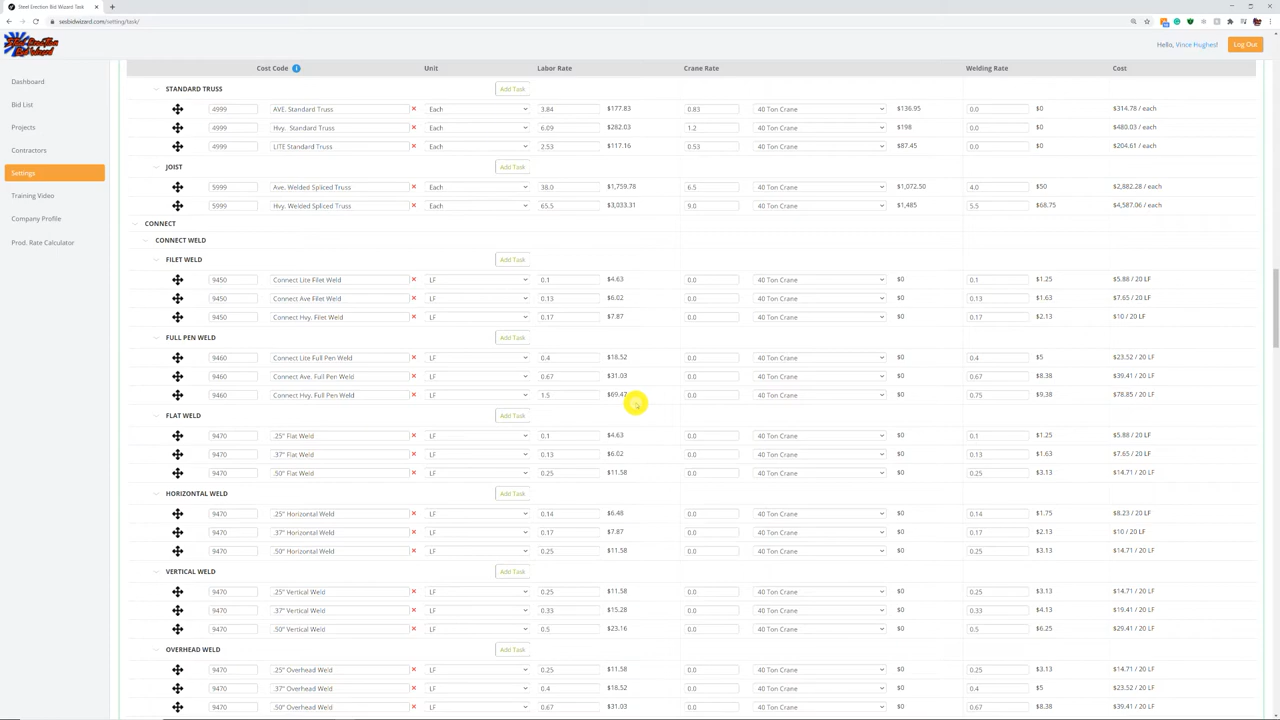 Steel Erection Bid Wizard Task
sesbidwizard.com/setting/task/
Steel Erection Bid Wizard
Hello, Vince Hughes!
Log Out
Dashboard
Bid List
Projects
Contractors
Settings
Training Video
Company Profile
Prod. Rate Calculator
Cost Code Unit Labor Rate Crane Rate Welding Rate Cost
STANDARD TRUSS Add Task
4999 AVE. Standard Truss Each 3.84 $177.83 0.83 40 Ton Crane $136.95 0.0 $0 $314.78 / each
4999 Hvy. Standard Truss Each 6.09 $282.03 1.2 40 Ton Crane $198 0.0 $0 $480.03 / each
4999 LITE Standard Truss Each 2.53 $117.16 0.53 40 Ton Crane $87.45 0.0 $0 $204.61 / each
JOIST Add Task
5999 Ave. Welded Spliced Truss Each 38.0 $1,759.78 6.5 40 Ton Crane $1,072.50 4.0 $50 $2,882.28 / each
5999 Hvy. Welded Spliced Truss Each 65.5 $3,033.31 9.0 40 Ton Crane $1,485 5.5 $68.75 $4,587.06 / each
CONNECT
CONNECT WELD
FILET WELD Add Task
9450 Connect Lite Filet Weld LF 0.1 $4.63 0.0 40 Ton Crane $0 0.1 $1.25 $5.88 / 20 LF
9450 Connect Ave Filet Weld LF 0.13 $6.02 0.0 40 Ton Crane $0 0.13 $1.63 $7.65 / 20 LF
9450 Connect Hvy. Filet Weld LF 0.17 $7.87 0.0 40 Ton Crane $0 0.17 $2.13 $10 / 20 LF
FULL PEN WELD Add Task
9460 Connect Lite Full Pen Weld LF 0.4 $18.52 0.0 40 Ton Crane $0 0.4 $5 $23.52 / 20 LF
9460 Connect Ave. Full Pen Weld LF 0.67 $31.03 0.0 40 Ton Crane $0 0.67 $8.38 $39.41 / 20 LF
9460 Connect Hvy. Full Pen Weld LF 1.5 $69.47 0.0 40 Ton Crane $0 0.75 $9.38 $78.85 / 20 LF
FLAT WELD Add Task
9470 .25" Flat Weld LF 0.1 $4.63 0.0 40 Ton Crane $0 0.1 $1.25 $5.88 / 20 LF
9470 .37" Flat Weld LF 0.13 $6.02 0.0 40 Ton Crane $0 0.13 $1.63 $7.65 / 20 LF
9470 .50" Flat Weld LF 0.25 $11.58 0.0 40 Ton Crane $0 0.25 $3.13 $14.71 / 20 LF
HORIZONTAL WELD Add Task
9470 .25" Horizontal Weld LF 0.14 $6.48 0.0 40 Ton Crane $0 0.14 $1.75 $8.23 / 20 LF
9470 .37" Horizontal Weld LF 0.17 $7.87 0.0 40 Ton Crane $0 0.17 $2.13 $10 / 20 LF
9470 .50" Horizontal Weld LF 0.25 $11.58 0.0 40 Ton Crane $0 0.25 $3.13 $14.71 / 20 LF
VERTICAL WELD Add Task
9470 .25" Vertical Weld LF 0.25 $11.58 0.0 40 Ton Crane $0 0.25 $3.13 $14.71 / 20 LF
9470 .37" Vertical Weld LF 0.33 $15.28 0.0 40 Ton Crane $0 0.33 $4.13 $19.41 / 20 LF
9470 .50" Vertical Weld LF 0.5 $23.16 0.0 40 Ton Crane $0 0.5 $6.25 $29.41 / 20 LF
OVERHEAD WELD Add Task
9470 .25" Overhead Weld LF 0.25 $11.58 0.0 40 Ton Crane $0 0.25 $3.13 $14.71 / 20 LF
9470 .37" Overhead Weld LF 0.4 $18.52 0.0 40 Ton Crane $0 0.4 $5 $23.52 / 20 LF
9470 .50" Overhead Weld LF 0.67 $31.03 0.0 40 Ton Crane $0 0.67 $8.38 $39.41 / 20 LF